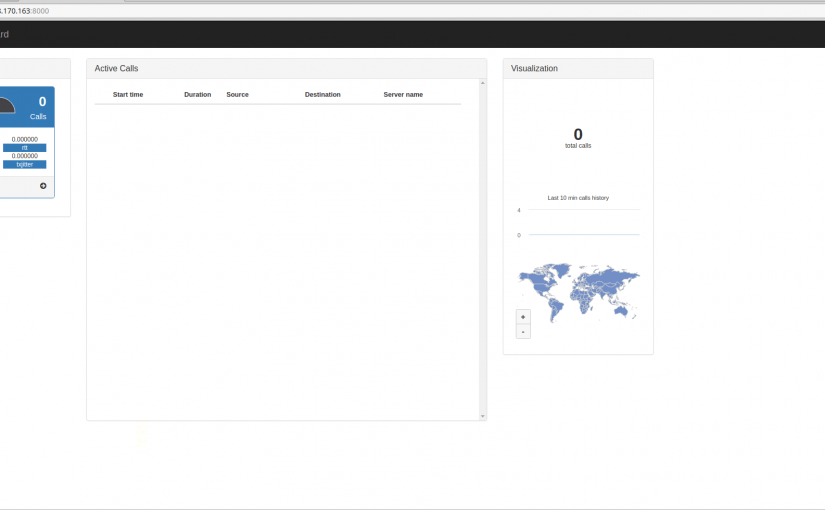 .170.163:8000
rd
0
Calls
0.000000
rtt
0.000000
txjitter
Active Calls
Start time Duration Source Destination Server name
Visualization
0
total calls
Last 10 min calls history
4
0
+
-